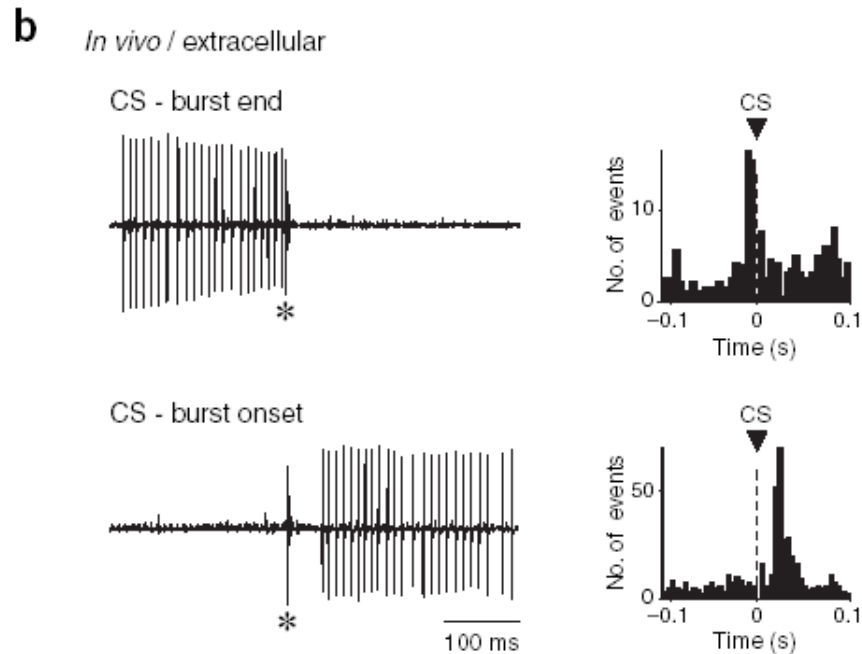 b
In vivo / extracellular
CS - burst end
*
CS
No. of events
10
0
−0.1 0 0.1
Time (s)
CS - burst onset
*
100 ms
CS
No. of events
50
0
−0.1 0 0.1
Time (s)